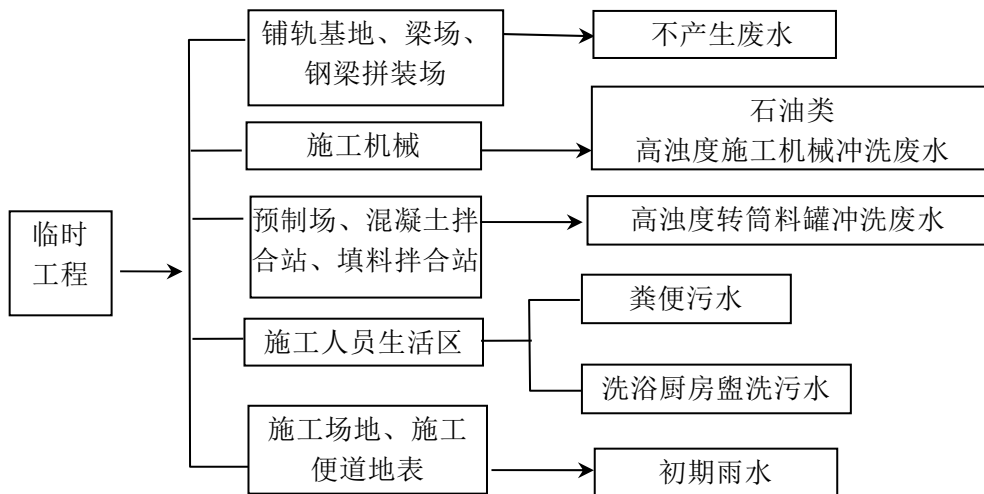 临时
工程
铺轨基地、梁场、
钢梁拼装场
不产生废水
施工机械
石油类
高浊度施工机械冲洗废水
预制场、混凝土拌
合站、填料拌合站
高浊度转筒料罐冲洗废水
施工人员生活区
粪便污水
洗浴厨房盥洗污水
施工场地、施工
便道地表
初期雨水